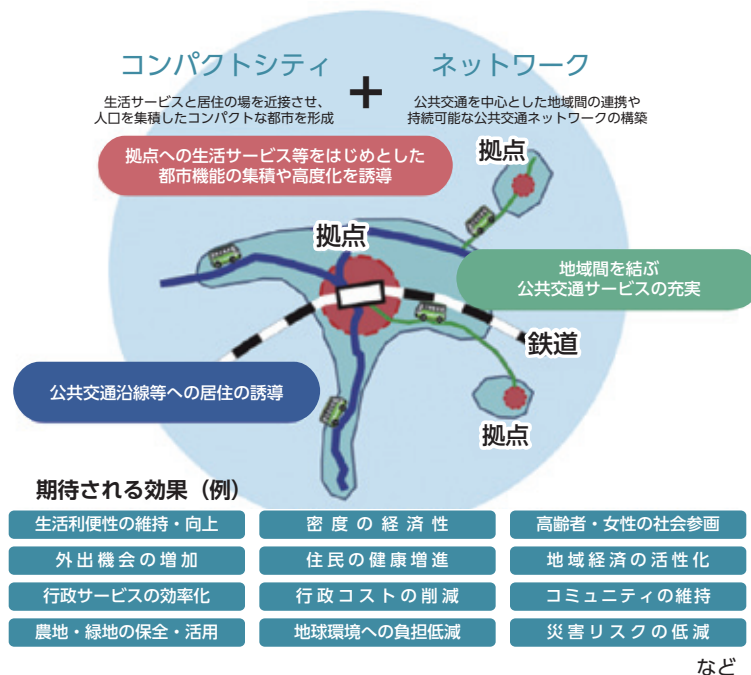 コンパクトシティ
+
ネットワーク
生活サービスと居住の場を近接させ、
人口を集積したコンパクトな都市を形成
公共交通を中心とした地域間の連携や
持続可能な公共交通ネットワークの構築
拠点への生活サービス等をはじめとした
都市機能の集積や高度化を誘導
拠点
拠点
地域間を結ぶ
公共交通サービスの充実
鉄道
公共交通沿線等への居住の誘導
拠点
期待される効果（例）
生活利便性の維持・向上
密度の経済性
高齢者・女性の社会参画
外出機会の増加
住民の健康増進
地域経済の活性化
行政サービスの効率化
行政コストの削減
コミュニティの維持
農地・緑地の保全・活用
地球環境への負担低減
災害リスクの低減
など